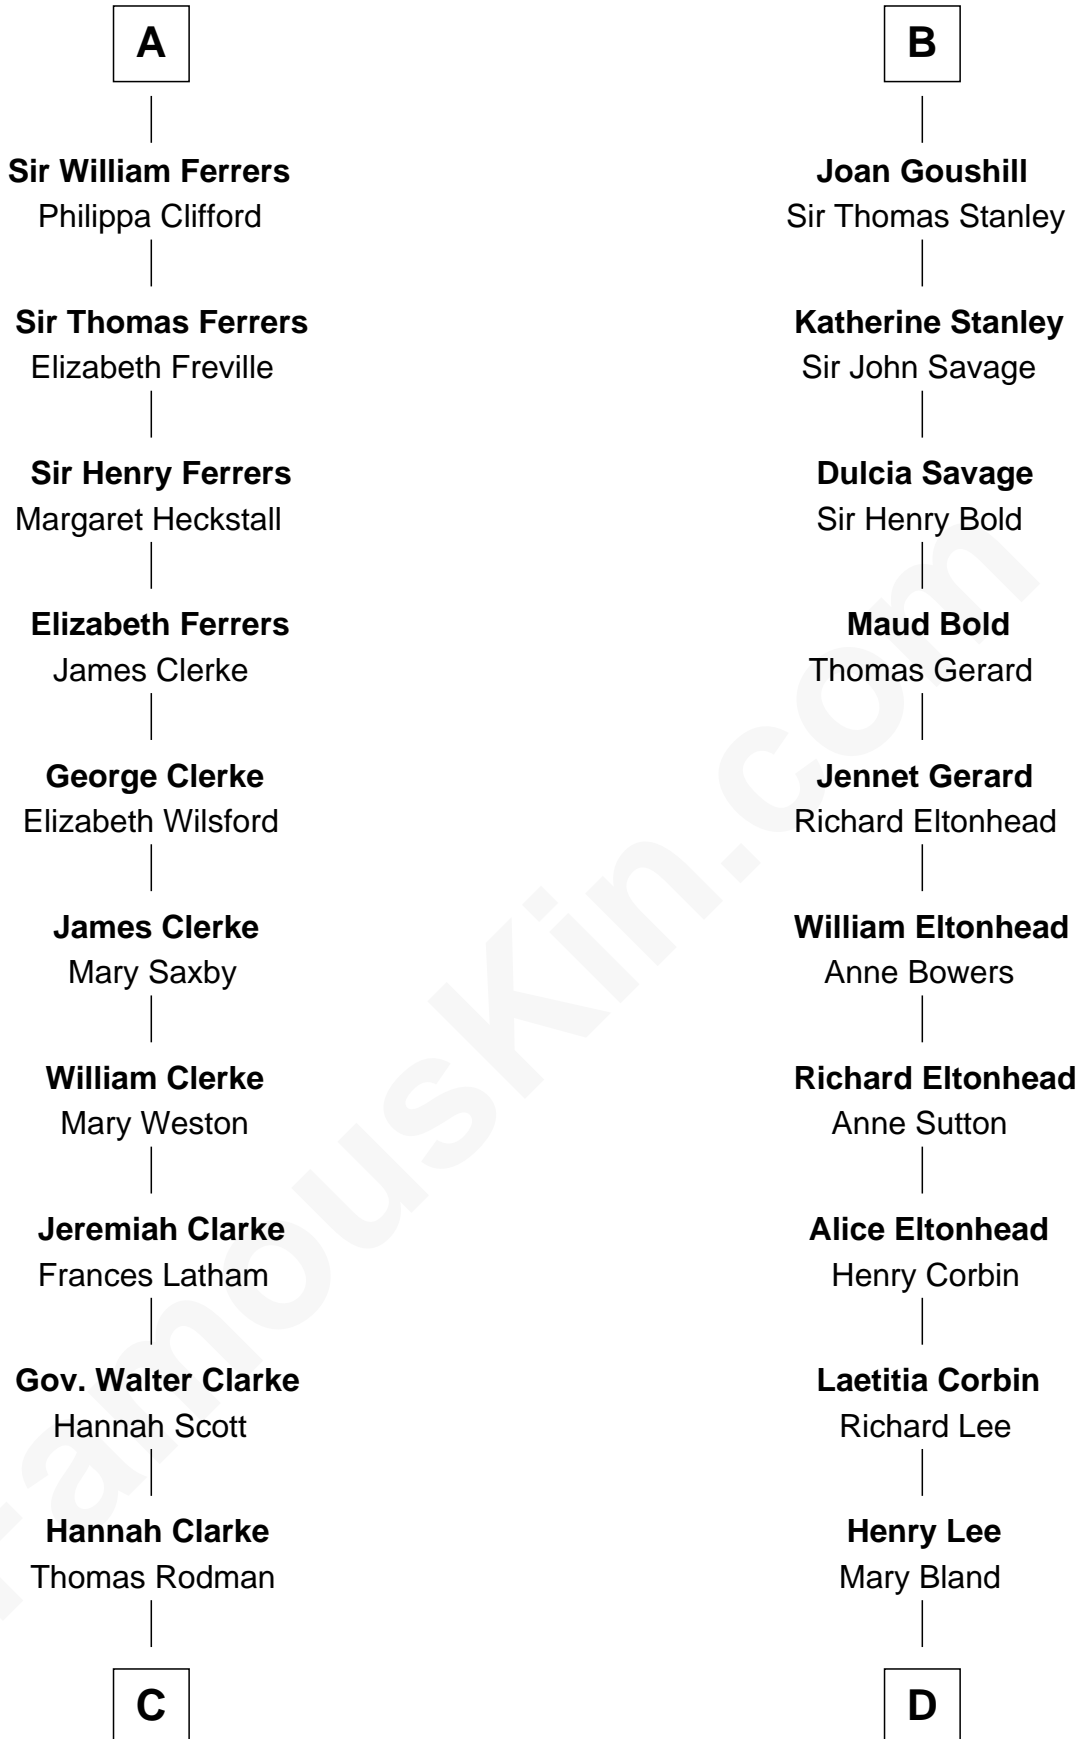 A
Sir William Ferrers
Philippa Clifford
Sir Thomas Ferrers
Elizabeth Freville
Sir Henry Ferrers
Margaret Heckstall
Elizabeth Ferrers
James Clerke
George Clerke
Elizabeth Wilsford
James Clerke
Mary Saxby
William Clerke
Mary Weston
Jeremiah Clarke
Frances Latham
Gov. Walter Clarke
Hannah Scott
Hannah Clarke
Thomas Rodman
C
B
Joan Goushill
Sir Thomas Stanley
Katherine Stanley
Sir John Savage
Dulcia Savage
Sir Henry Bold
Maud Bold
Thomas Gerard
Jennet Gerard
Richard Eltonhead
William Eltonhead
Anne Bowers
Richard Eltonhead
Anne Sutton
Alice Eltonhead
Henry Corbin
Laetitia Corbin
Richard Lee
Henry Lee
Mary Bland
D
FamousKin.com